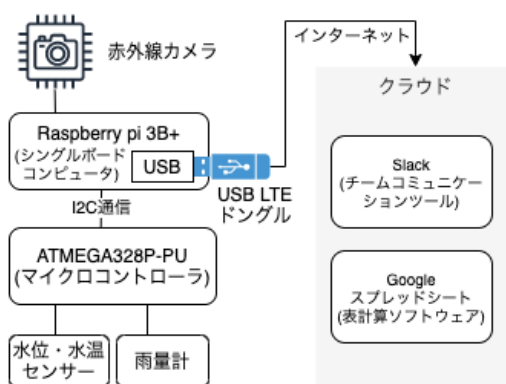 赤外線カメラ
インターネット
クラウド
Raspberry pi 3B+
(シングルボード
コンピュータ)
USB
USB LTE
ドングル
I2C通信
ATMEGA328P-PU
(マイクロコントローラ)
水位・水温
センサー
雨量計
Slack
(チームコミュニケー
ションツール)
Google
スプレッドシート
(表計算ソフトウェア)